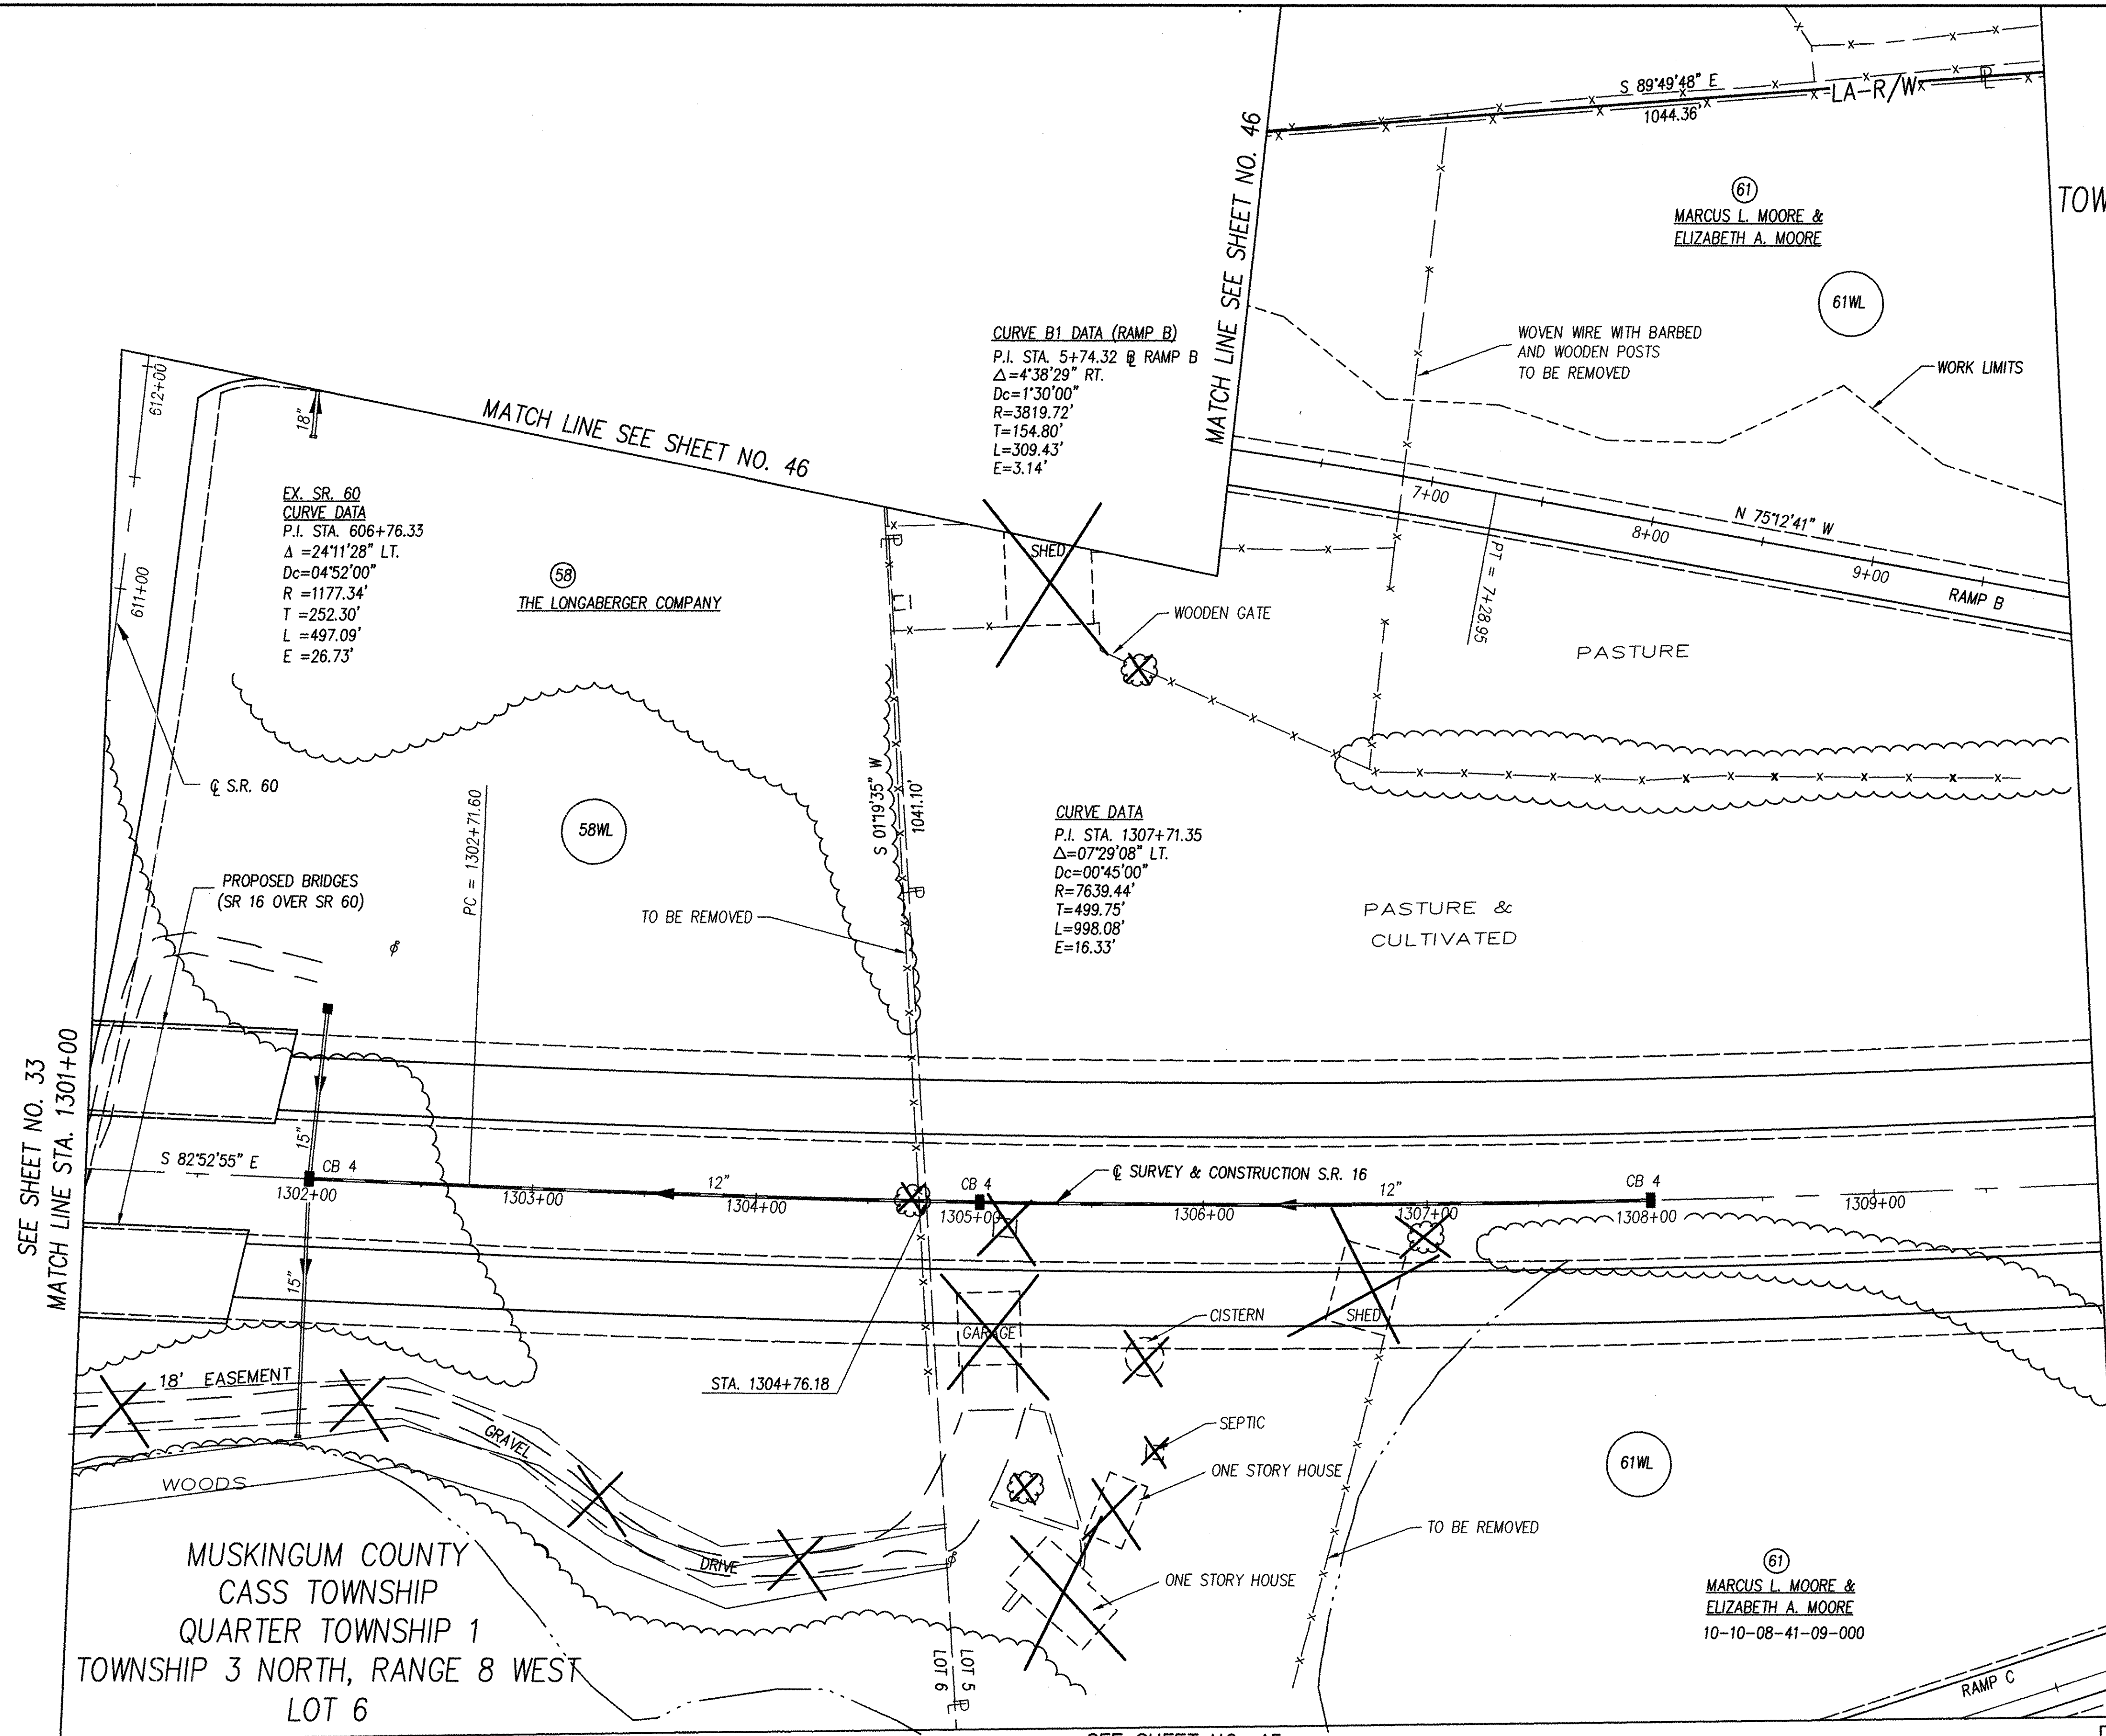 S 89°49'48" E
1044.36'
LA-R/W
61
MARCUS L. MOORE &
ELIZABETH A. MOORE
61WL
TOW
MATCH LINE SEE SHEET NO. 46
WOVEN WIRE WITH BARBED
AND WOODEN POSTS
TO BE REMOVED
WORK LIMITS
CURVE B1 DATA (RAMP B)
P.I. STA. 5+74.32 ℄ RAMP B
Δ=4°38'29" RT.
Dc=1°30'00"
R=3819.72'
T=154.80'
L=309.43'
E=3.14'
612+00
611+00
18"
MATCH LINE SEE SHEET NO. 46
EX. SR. 60
CURVE DATA
P.I. STA. 606+76.33
Δ =24°11'28" LT.
Dc=04°52'00"
R =1177.34'
T =252.30'
L =497.09'
E =26.73'
58
THE LONGABERGER COMPANY
SHED
WOODEN GATE
7+00
8+00
9+00
N 75°12'41" W
RAMP B
PT = 7+28.95
PASTURE
℄ S.R. 60
PC = 1302+71.60
58WL
S 01°19'35" W
1041.10'
CURVE DATA
P.I. STA. 1307+71.35
Δ=07°29'08" LT.
Dc=00°45'00"
R=7639.44'
T=499.75'
L=998.08'
E=16.33'
PROPOSED BRIDGES
(SR 16 OVER SR 60)
TO BE REMOVED
PASTURE &
CULTIVATED
SEE SHEET NO. 33
MATCH LINE STA. 1301+00
15"
S 82°52'55" E
CB 4
1302+00
1303+00
12"
1304+00
CB 4
1305+00
℄ SURVEY & CONSTRUCTION S.R. 16
1306+00
12"
1307+00
CB 4
1308+00
1309+00
15"
GARAGE
CISTERN
SHED
18' EASEMENT
STA. 1304+76.18
GRAVEL
SEPTIC
ONE STORY HOUSE
61WL
WOODS
TO BE REMOVED
DRIVE
ONE STORY HOUSE
61
MARCUS L. MOORE &
ELIZABETH A. MOORE
10-10-08-41-09-000
MUSKINGUM COUNTY
CASS TOWNSHIP
QUARTER TOWNSHIP 1
TOWNSHIP 3 NORTH, RANGE 8 WEST
LOT 6
LOT 6
LOT 5
RAMP C